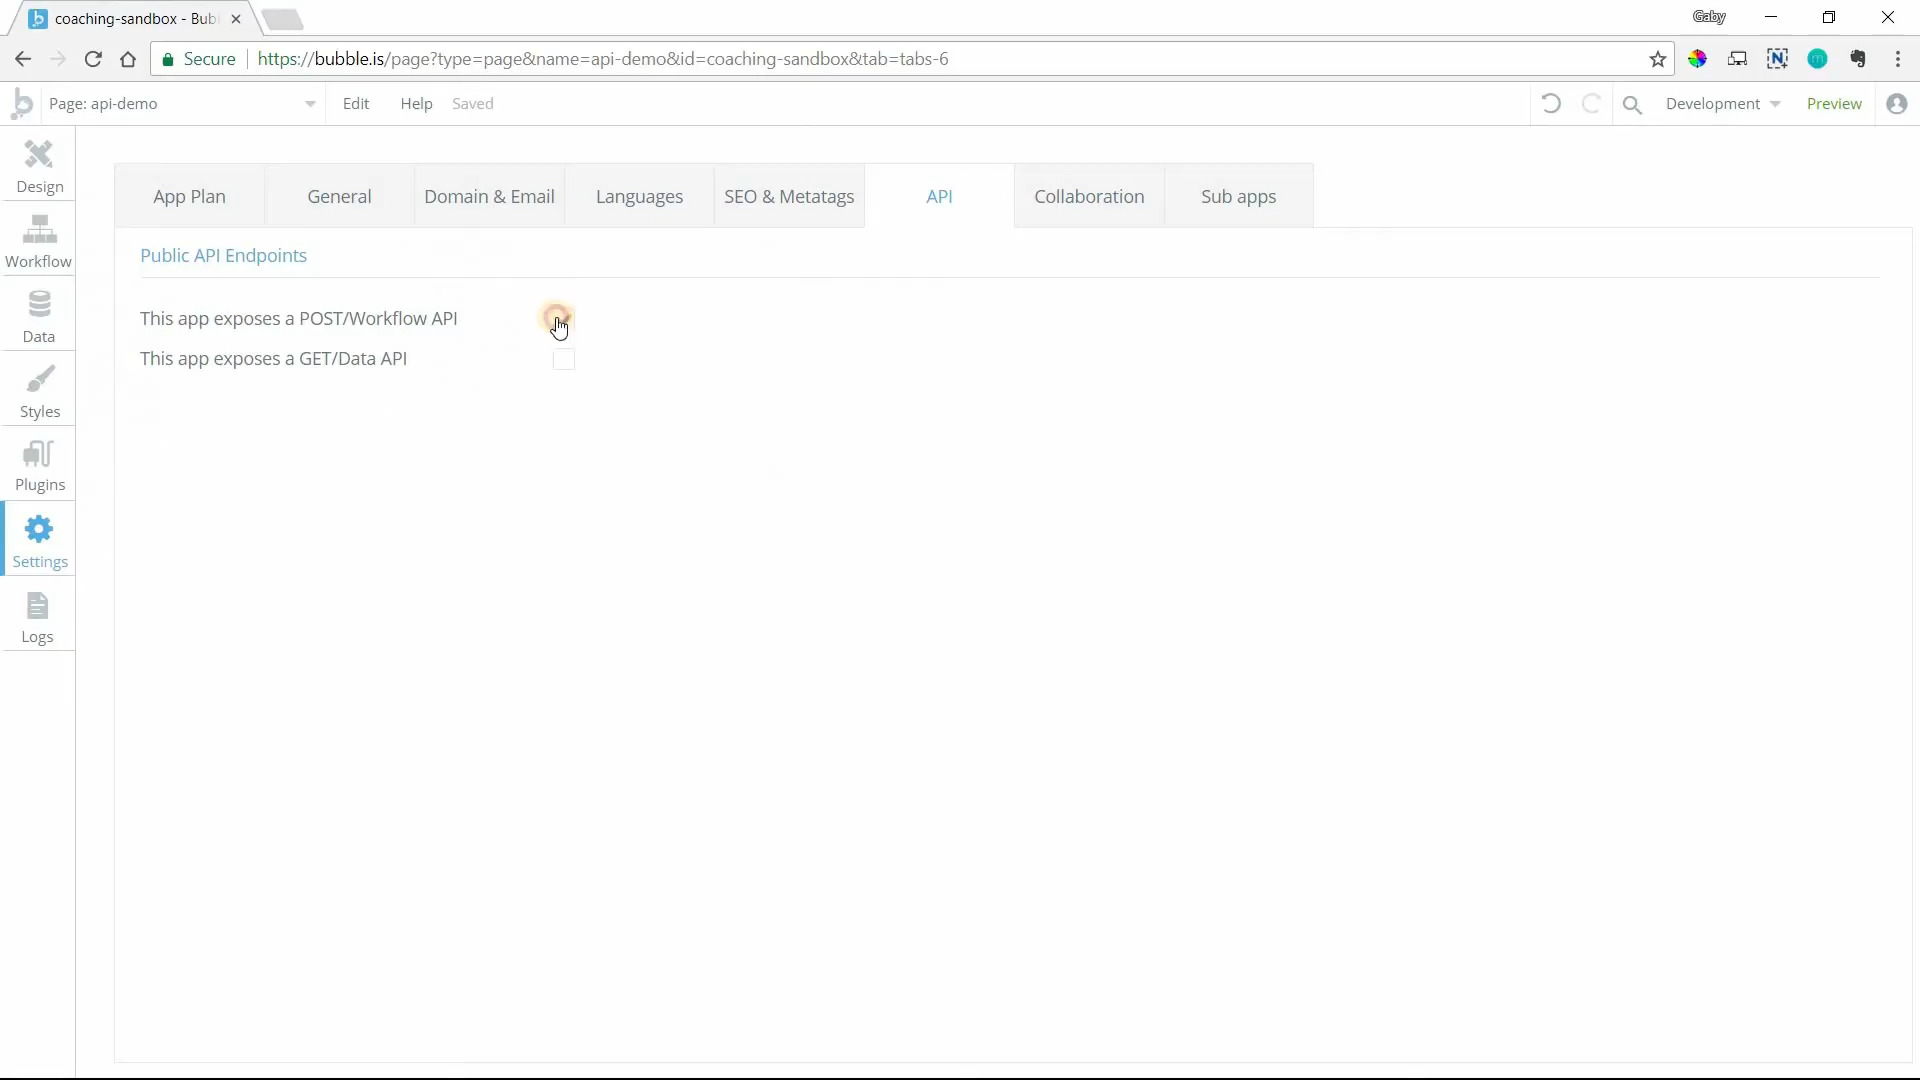 coaching-sandbox - Bub
Gaby
Secure
https://bubble.is/page?type=page&name=api-demo&id=coaching-sandbox&tab=tabs-6
Page: api-demo
Edit
Help
Saved
Development
Preview
Design
Workflow
Data
Styles
Plugins
Settings
Logs
App Plan
General
Domain & Email
Languages
SEO & Metatags
API
Collaboration
Sub apps
Public API Endpoints
This app exposes a POST/Workflow API
This app exposes a GET/Data API